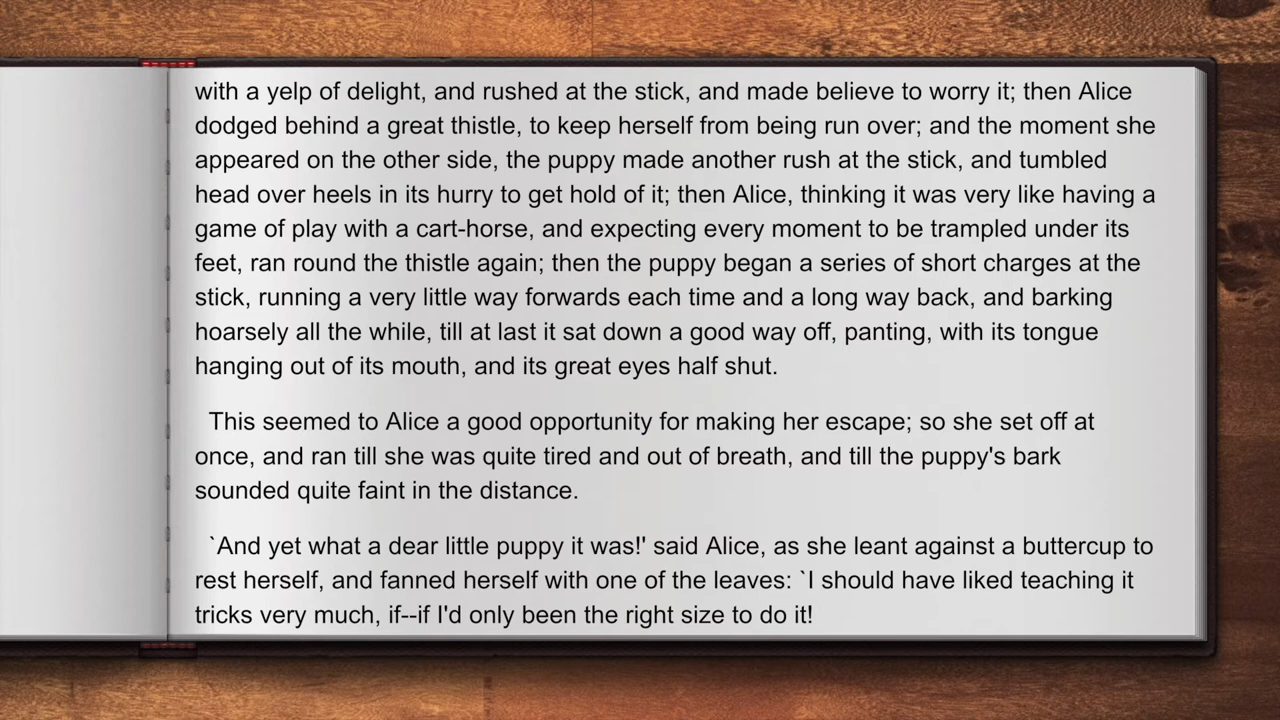 with a yelp of delight, and rushed at the stick, and made believe to worry it; then Alice
dodged behind a great thistle, to keep herself from being run over; and the moment she
appeared on the other side, the puppy made another rush at the stick, and tumbled
head over heels in its hurry to get hold of it; then Alice, thinking it was very like having a
game of play with a cart-horse, and expecting every moment to be trampled under its
feet, ran round the thistle again; then the puppy began a series of short charges at the
stick, running a very little way forwards each time and a long way back, and barking
hoarsely all the while, till at last it sat down a good way off, panting, with its tongue
hanging out of its mouth, and its great eyes half shut.
This seemed to Alice a good opportunity for making her escape; so she set off at
once, and ran till she was quite tired and out of breath, and till the puppy's bark
sounded quite faint in the distance.
`And yet what a dear little puppy it was!' said Alice, as she leant against a buttercup to
rest herself, and fanned herself with one of the leaves: `I should have liked teaching it
tricks very much, if--if I'd only been the right size to do it!